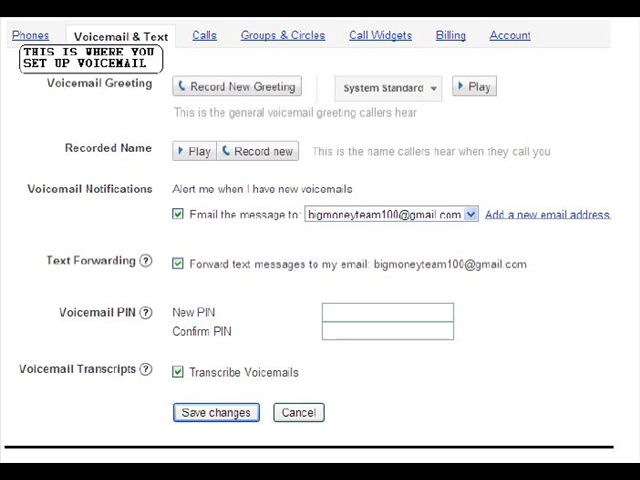 Phones Voicemail & Text Calls Groups & Circles Call Widgets Billing Account
THIS IS WHERE YOU
SET UP VOICEMAIL
Voicemail Greeting Record New Greeting System Standard Play
This is the general voicemail greeting callers hear
Recorded Name Play Record new This is the name callers hear when they call you
Voicemail Notifications Alert me when I have new voicemails
Email the message to: bigmoneyteam100@gmail.com Add a new email address
Text Forwarding ? Forward text messages to my email: bigmoneyteam100@gmail.com
Voicemail PIN ? New PIN
Confirm PIN
Voicemail Transcripts ? Transcribe Voicemails
Save changes Cancel